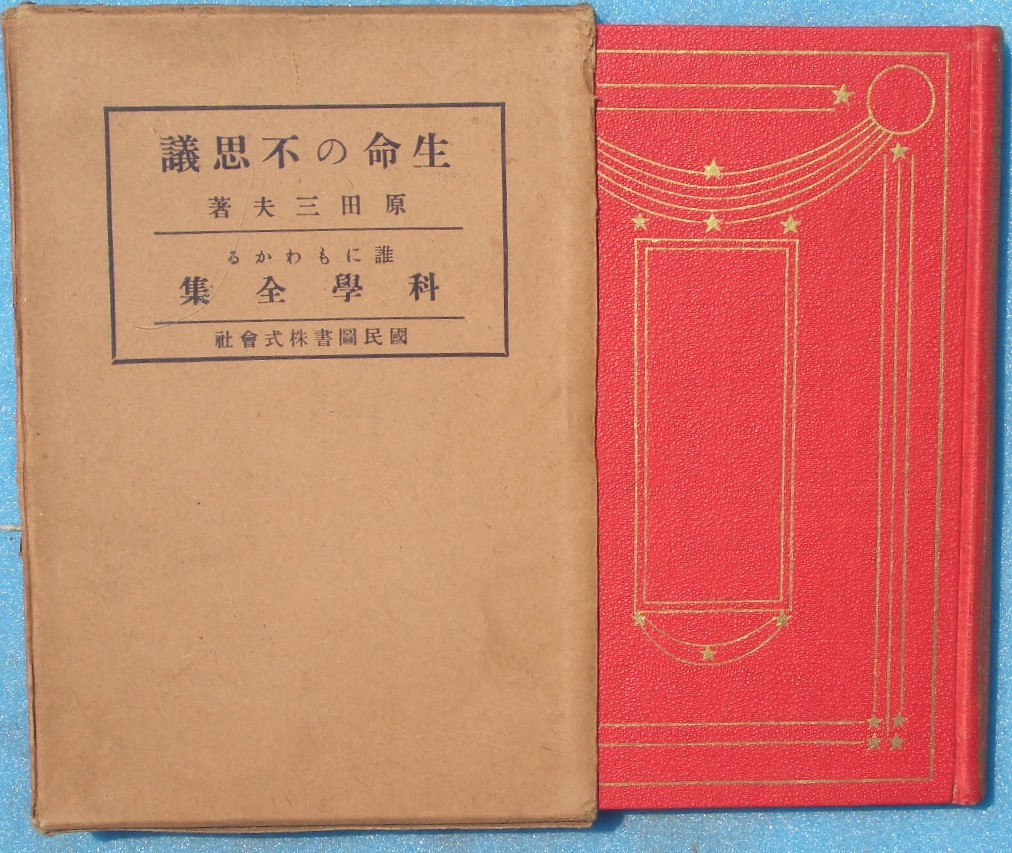 生命の不思議
原田三夫著
誰にもわかる
科學全集
國民圖書株式會社